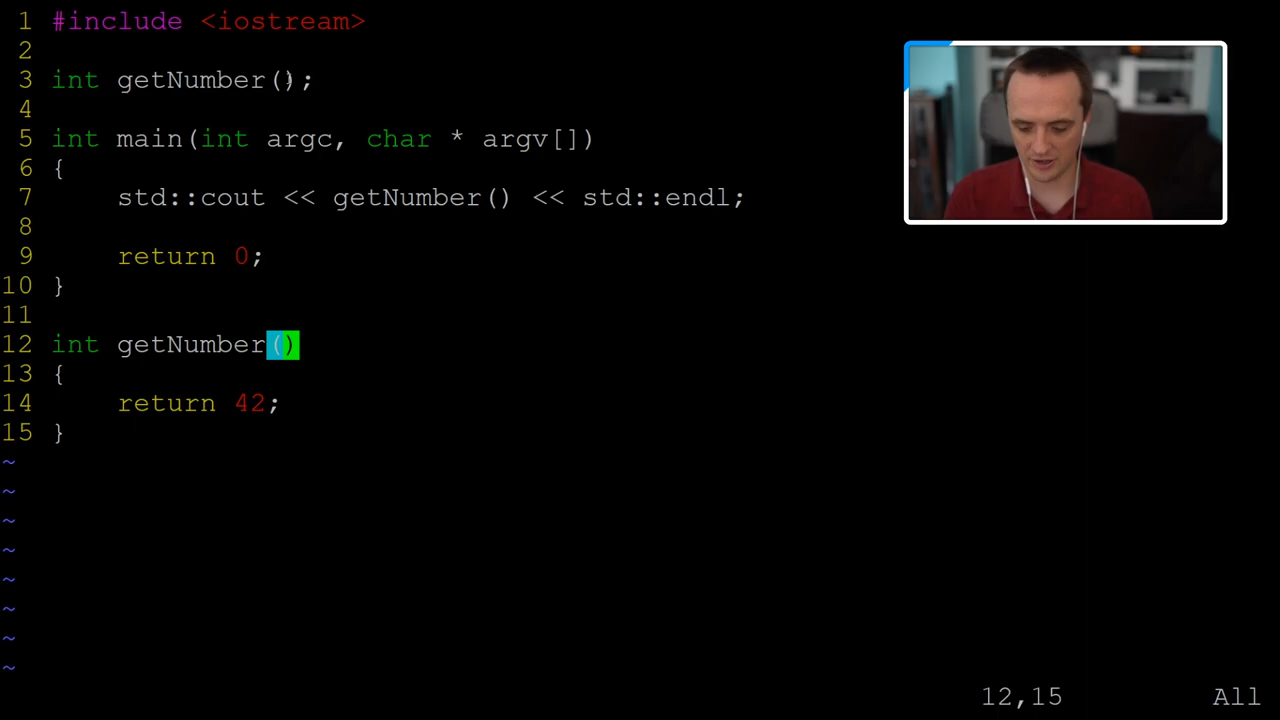 1 #include <iostream>
2
3 int getNumber();
4
5 int main(int argc, char * argv[])
6 {
7     std::cout << getNumber() << std::endl;
8
9     return 0;
10 }
11
12 int getNumber()
13 {
14     return 42;
15 }
~
~
~
~
~
~
~
~
12,15 All